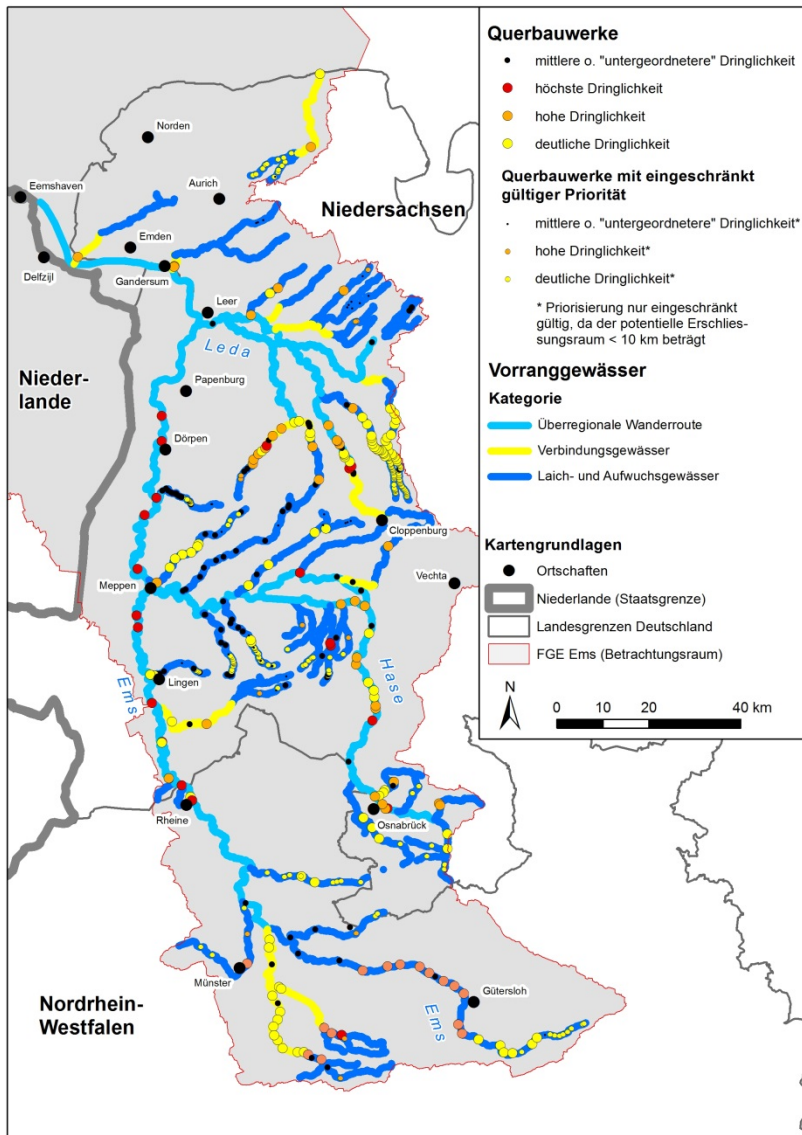 Querbauwerke
mittlere o. "untergeordnetere" Dringlichkeit
höchste Dringlichkeit
hohe Dringlichkeit
deutliche Dringlichkeit
Querbauwerke mit eingeschränkt
gültiger Priorität
mittlere o. "untergeordnetere" Dringlichkeit*
hohe Dringlichkeit*
deutliche Dringlichkeit*
* Priorisierung nur eingeschränkt
gültig, da der potentielle Erschlies-
sungsraum < 10 km beträgt
Vorranggewässer
Kategorie
Überregionale Wanderroute
Verbindungsgewässer
Laich- und Aufwuchsgewässer
Kartengrundlagen
Ortschaften
Niederlande (Staatsgrenze)
Landesgrenzen Deutschland
FGE Ems (Betrachtungsraum)
N
0 10 20 40 km
Norden
Eemshaven
Aurich
Niedersachsen
Emden
Delfzijl
Gandersum
Leer
Leda
Nieder-
lande
Papenburg
Dörpen
Cloppenburg
Vechta
Meppen
Hase
Ems
Lingen
Rheine
Osnabrück
Münster
Gütersloh
Ems
Nordrhein-
Westfalen